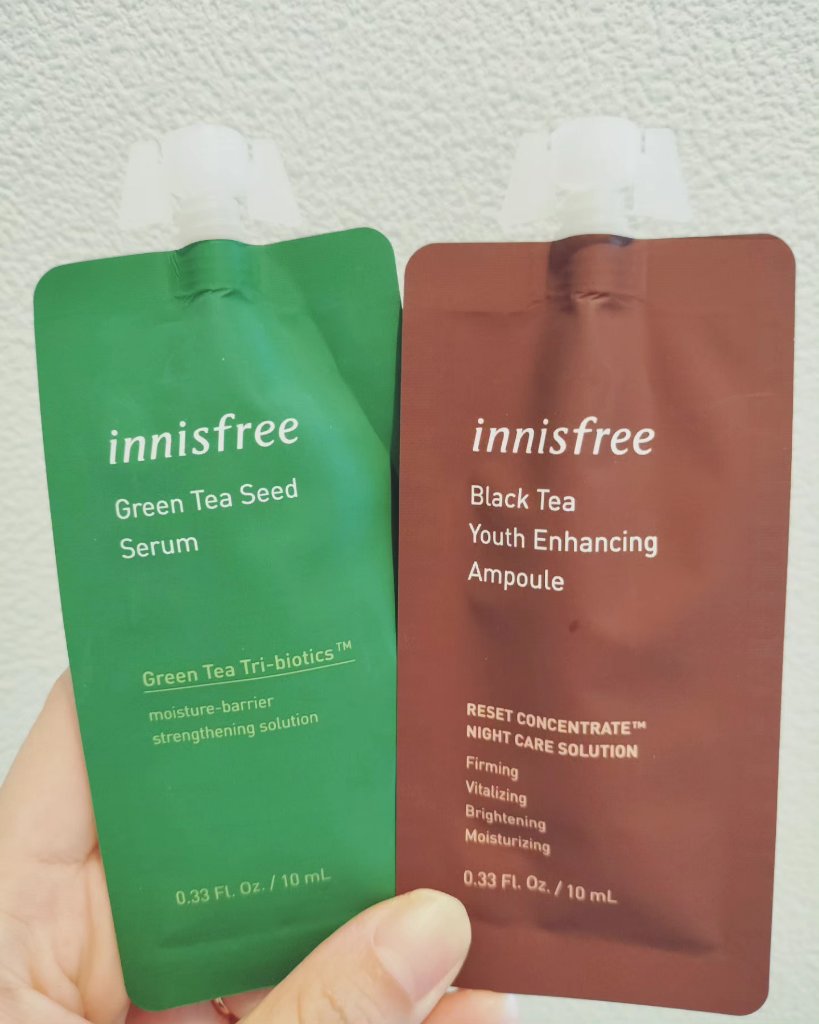 innisfree
Green Tea Seed
Serum
Green Tea Tri-biotics™
moisture-barrier
strengthening solution
0.33 Fl. Oz. / 10 mL
innisfree
Black Tea
Youth Enhancing
Ampoule
RESET CONCENTRATE™
NIGHT CARE SOLUTION
Firming
Vitalizing
Brightening
Moisturizing
0.33 Fl. Oz. / 10 mL